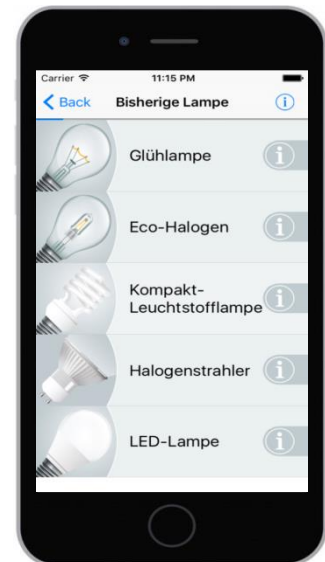 Carrier 11:15 PM
Back Bisherige Lampe
Glühlampe
Eco-Halogen
Kompakt-
Leuchtstofflampe
Halogenstrahler
LED-Lampe